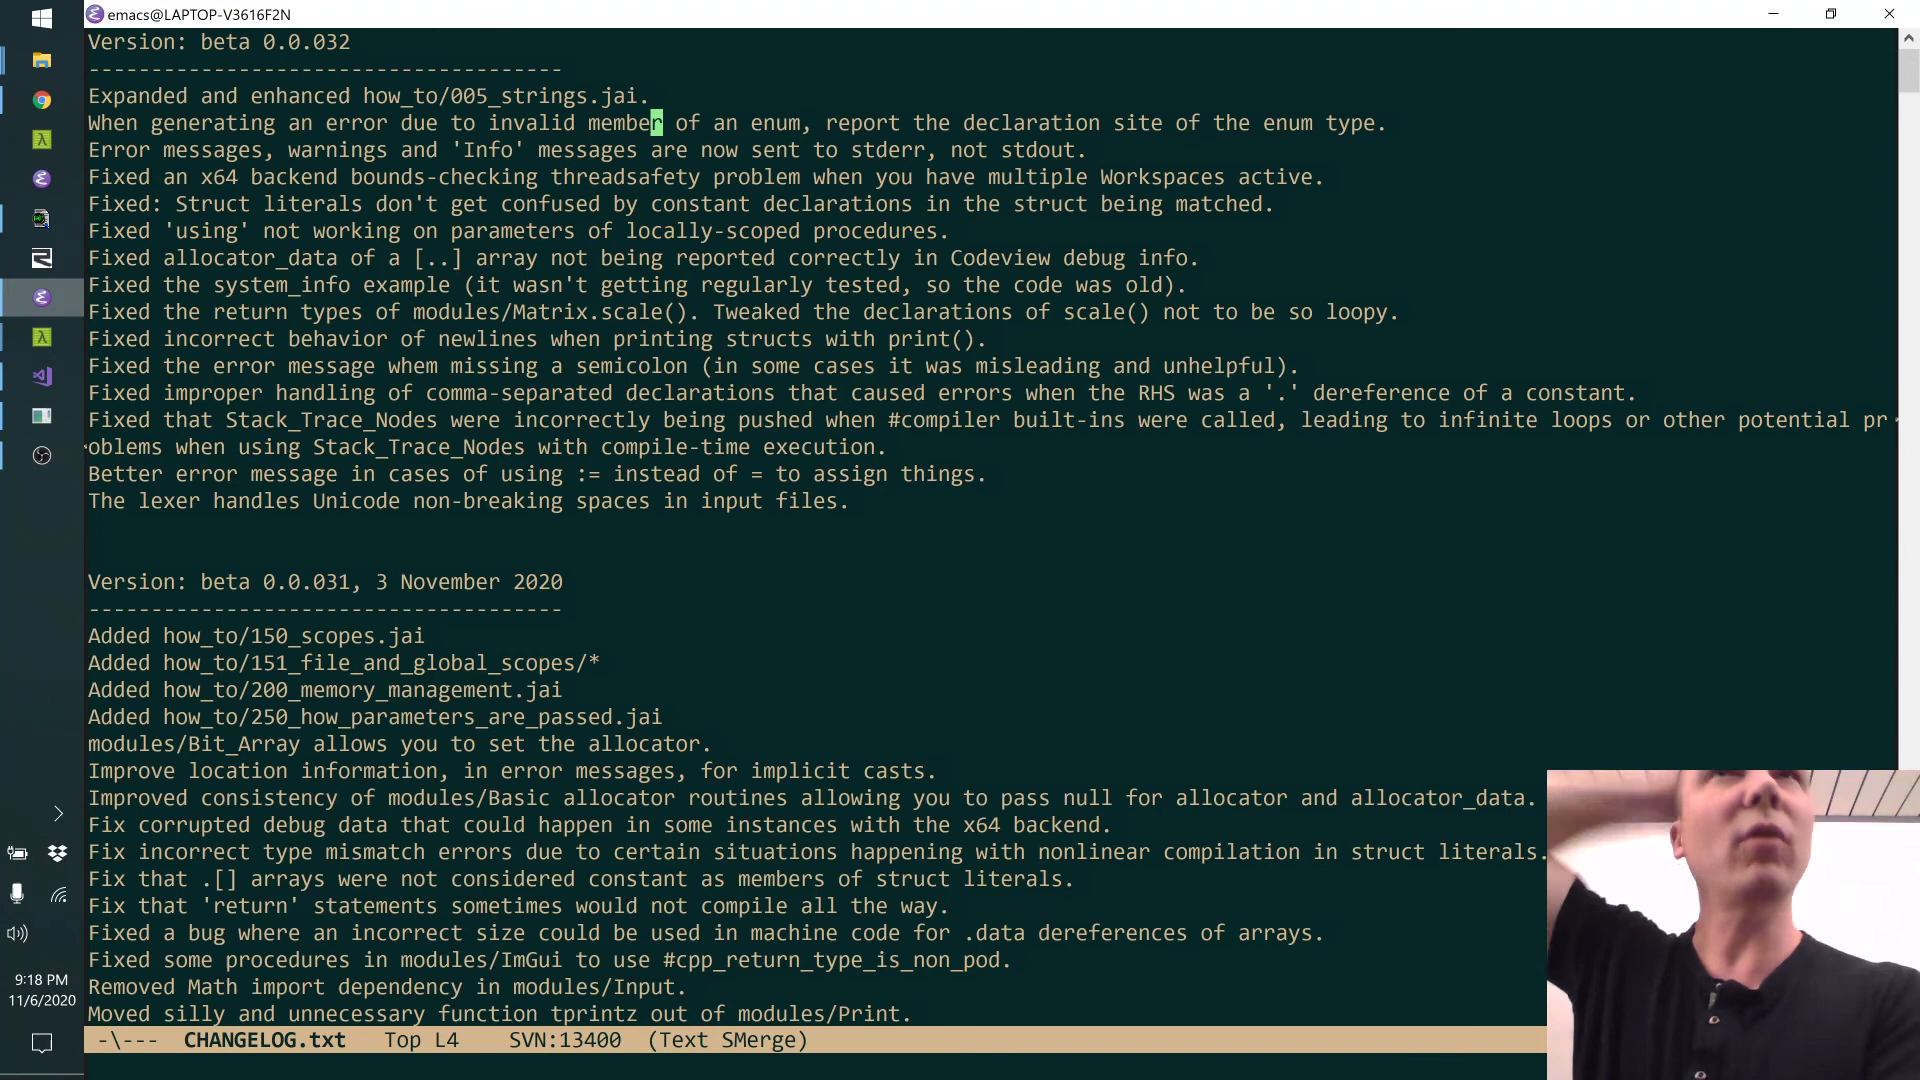 emacs@LAPTOP-V3616F2N
Version: beta 0.0.032
--------------------------------------
Expanded and enhanced how_to/005_strings.jai.
When generating an error due to invalid member of an enum, report the declaration site of the enum type.
Error messages, warnings and 'Info' messages are now sent to stderr, not stdout.
Fixed an x64 backend bounds-checking threadsafety problem when you have multiple Workspaces active.
Fixed: Struct literals don't get confused by constant declarations in the struct being matched.
Fixed 'using' not working on parameters of locally-scoped procedures.
Fixed allocator_data of a [..] array not being reported correctly in Codeview debug info.
Fixed the system_info example (it wasn't getting regularly tested, so the code was old).
Fixed the return types of modules/Matrix.scale(). Tweaked the declarations of scale() not to be so loopy.
Fixed incorrect behavior of newlines when printing structs with print().
Fixed the error message whem missing a semicolon (in some cases it was misleading and unhelpful).
Fixed improper handling of comma-separated declarations that caused errors when the RHS was a '.' dereference of a constant.
Fixed that Stack_Trace_Nodes were incorrectly being pushed when #compiler built-ins were called, leading to infinite loops or other potential pr
oblems when using Stack_Trace_Nodes with compile-time execution.
Better error message in cases of using := instead of = to assign things.
The lexer handles Unicode non-breaking spaces in input files.
Version: beta 0.0.031, 3 November 2020
--------------------------------------
Added how_to/150_scopes.jai
Added how_to/151_file_and_global_scopes/*
Added how_to/200_memory_management.jai
Added how_to/250_how_parameters_are_passed.jai
modules/Bit_Array allows you to set the allocator.
Improve location information, in error messages, for implicit casts.
Improved consistency of modules/Basic allocator routines allowing you to pass null for allocator and allocator_data.
Fix corrupted debug data that could happen in some instances with the x64 backend.
Fix incorrect type mismatch errors due to certain situations happening with nonlinear compilation in struct literals.
Fix that .[] arrays were not considered constant as members of struct literals.
Fix that 'return' statements sometimes would not compile all the way.
Fixed a bug where an incorrect size could be used in machine code for .data dereferences of arrays.
Fixed some procedures in modules/ImGui to use #cpp_return_type_is_non_pod.
Removed Math import dependency in modules/Input.
Moved silly and unnecessary function tprintz out of modules/Print.
-\--- CHANGELOG.txt Top L4 SVN:13400 (Text SMerge)
9:18 PM
11/6/2020